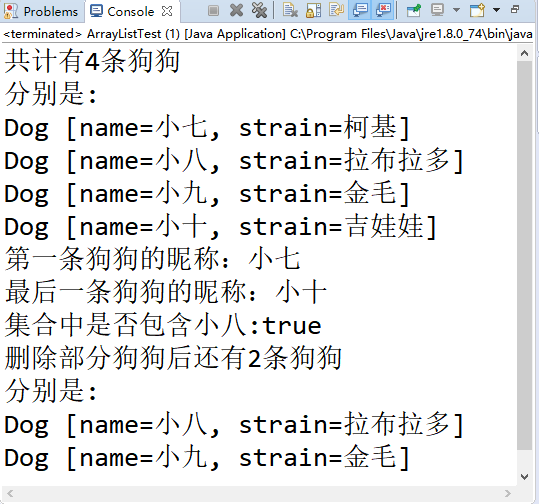 Problems Console
<terminated> ArrayListTest (1) [Java Application] C:\Program Files\Java\jre1.8.0_74\bin\java
共计有4条狗狗
分别是:
Dog [name=小七, strain=柯基]
Dog [name=小八, strain=拉布拉多]
Dog [name=小九, strain=金毛]
Dog [name=小十, strain=吉娃娃]
第一条狗狗的昵称：小七
最后一条狗狗的昵称：小十
集合中是否包含小八:true
删除部分狗狗后还有2条狗狗
分别是:
Dog [name=小八, strain=拉布拉多]
Dog [name=小九, strain=金毛]